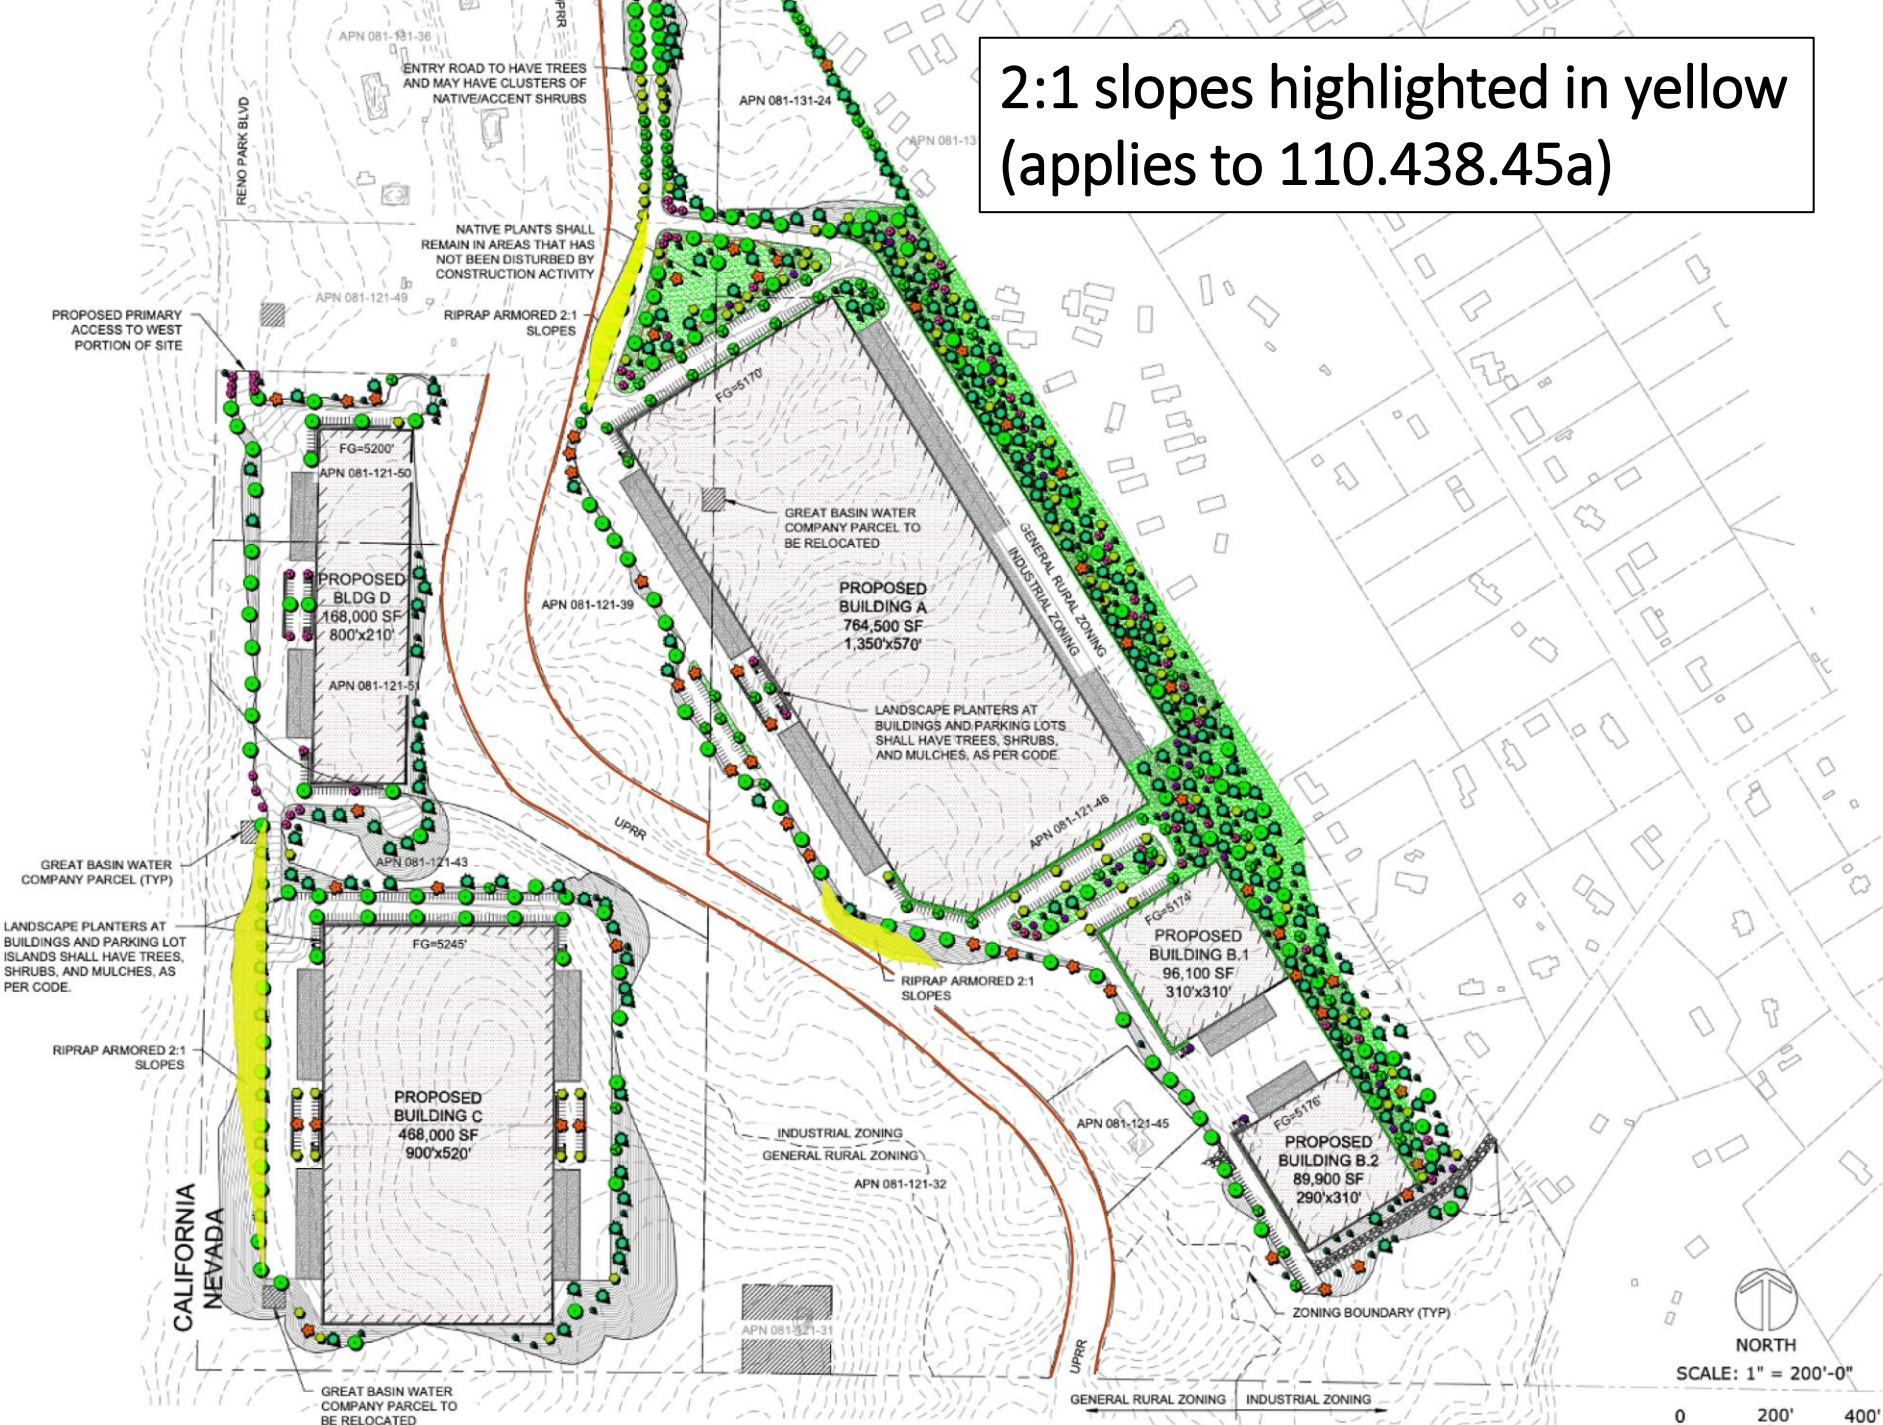 2:1 slopes highlighted in yellow
(applies to 110.438.45a)
APN 081-131-36
UPRR
ENTRY ROAD TO HAVE TREES
AND MAY HAVE CLUSTERS OF
NATIVE/ACCENT SHRUBS
APN 081-131-24
APN 081-13
RENO PARK BLVD
NATIVE PLANTS SHALL
REMAIN IN AREAS THAT HAS
NOT BEEN DISTURBED BY
CONSTRUCTION ACTIVITY
APN 081-121-49
PROPOSED PRIMARY
ACCESS TO WEST
PORTION OF SITE
RIPRAP ARMORED 2:1
SLOPES
FG=5170'
FG=5200'
APN 081-121-50
GREAT BASIN WATER
COMPANY PARCEL TO
BE RELOCATED
GENERAL RURAL ZONING
INDUSTRIAL ZONING
PROPOSED
BLDG D
168,000 SF
800'x210'
APN 081-121-39
PROPOSED
BUILDING A
764,500 SF
1,350'x570'
APN 081-121-51
LANDSCAPE PLANTERS AT
BUILDINGS AND PARKING LOTS
SHALL HAVE TREES, SHRUBS,
AND MULCHES, AS PER CODE.
UPRR
APN 081-121-46
GREAT BASIN WATER
COMPANY PARCEL (TYP)
APN 081-121-43
LANDSCAPE PLANTERS AT
BUILDINGS AND PARKING LOT
ISLANDS SHALL HAVE TREES,
SHRUBS, AND MULCHES, AS
PER CODE.
FG=5245'
FG=5174'
PROPOSED
BUILDING B.1
96,100 SF
310'x310'
RIPRAP ARMORED 2:1
SLOPES
RIPRAP ARMORED 2:1
SLOPES
PROPOSED
BUILDING C
468,000 SF
900'x520'
INDUSTRIAL ZONING
GENERAL RURAL ZONING
APN 081-121-32
APN 081-121-45
FG=5176'
PROPOSED
BUILDING B.2
89,900 SF
290'x310'
CALIFORNIA
NEVADA
ZONING BOUNDARY (TYP)
APN 081-121-31
UPRR
NORTH
SCALE: 1" = 200'-0"
GREAT BASIN WATER
COMPANY PARCEL TO
BE RELOCATED
GENERAL RURAL ZONING
INDUSTRIAL ZONING
0 200' 400'